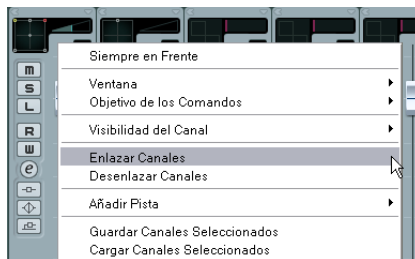 Siempre en Frente
m
Ventana
S
Objetivo de los Comandos
L
Visibilidad del Canal
R
W
Enlazar Canales
e
Desenlazar Canales
Añadir Pista
Guardar Canales Seleccionados
Cargar Canales Seleccionados